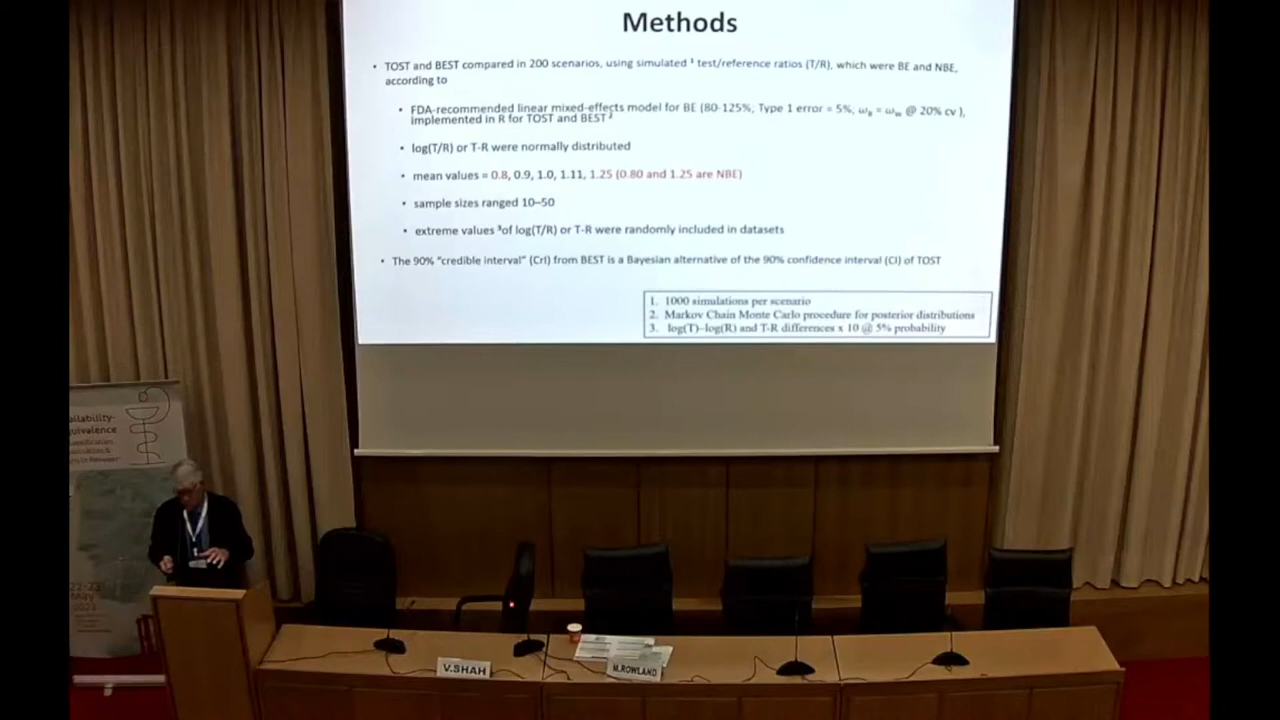 Methods
• TOST and BEST compared in 200 scenarios, using simulated ¹ test/reference ratios (T/R), which were BE and NBE,
according to
• FDA-recommended linear mixed-effects model for BE (80-125%, Type 1 error = 5%,
implemented in R for TOST and BEST ²
• log(T/R) or T-R were normally distributed
• mean values = 0.8, 0.9, 1.0, 1.11, 1.25 (0.80 and 1.25 are NBE)
• sample sizes ranged 10–50
• extreme values ³of log(T/R) or T-R were randomly included in datasets
• The 90% "credible interval" (CrI) from BEST is a Bayesian alternative of the 90% confidence interval (CI) of TOST
1. 1000 simulations per scenario
2. Markov Chain Monte Carlo procedure for posterior distributions
3. log(T)–log(R) and T-R differences x 10 @ 5% probability
ailability-
quivalence
22-23
May
2023
V.SHAH
M.ROWLAND